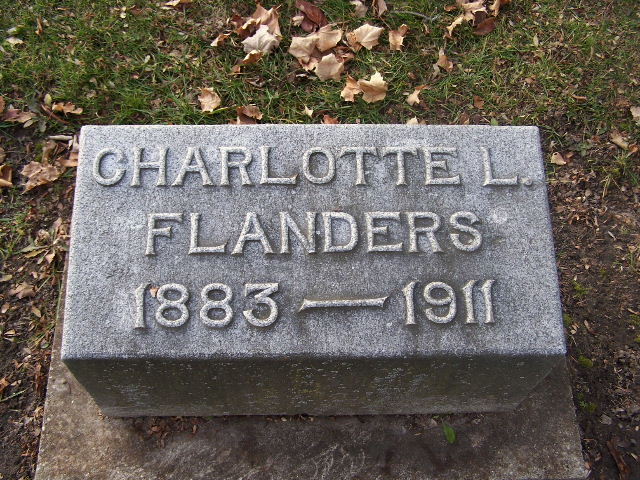 CHARLOTTE L.
FLANDERS
1883 — 1911